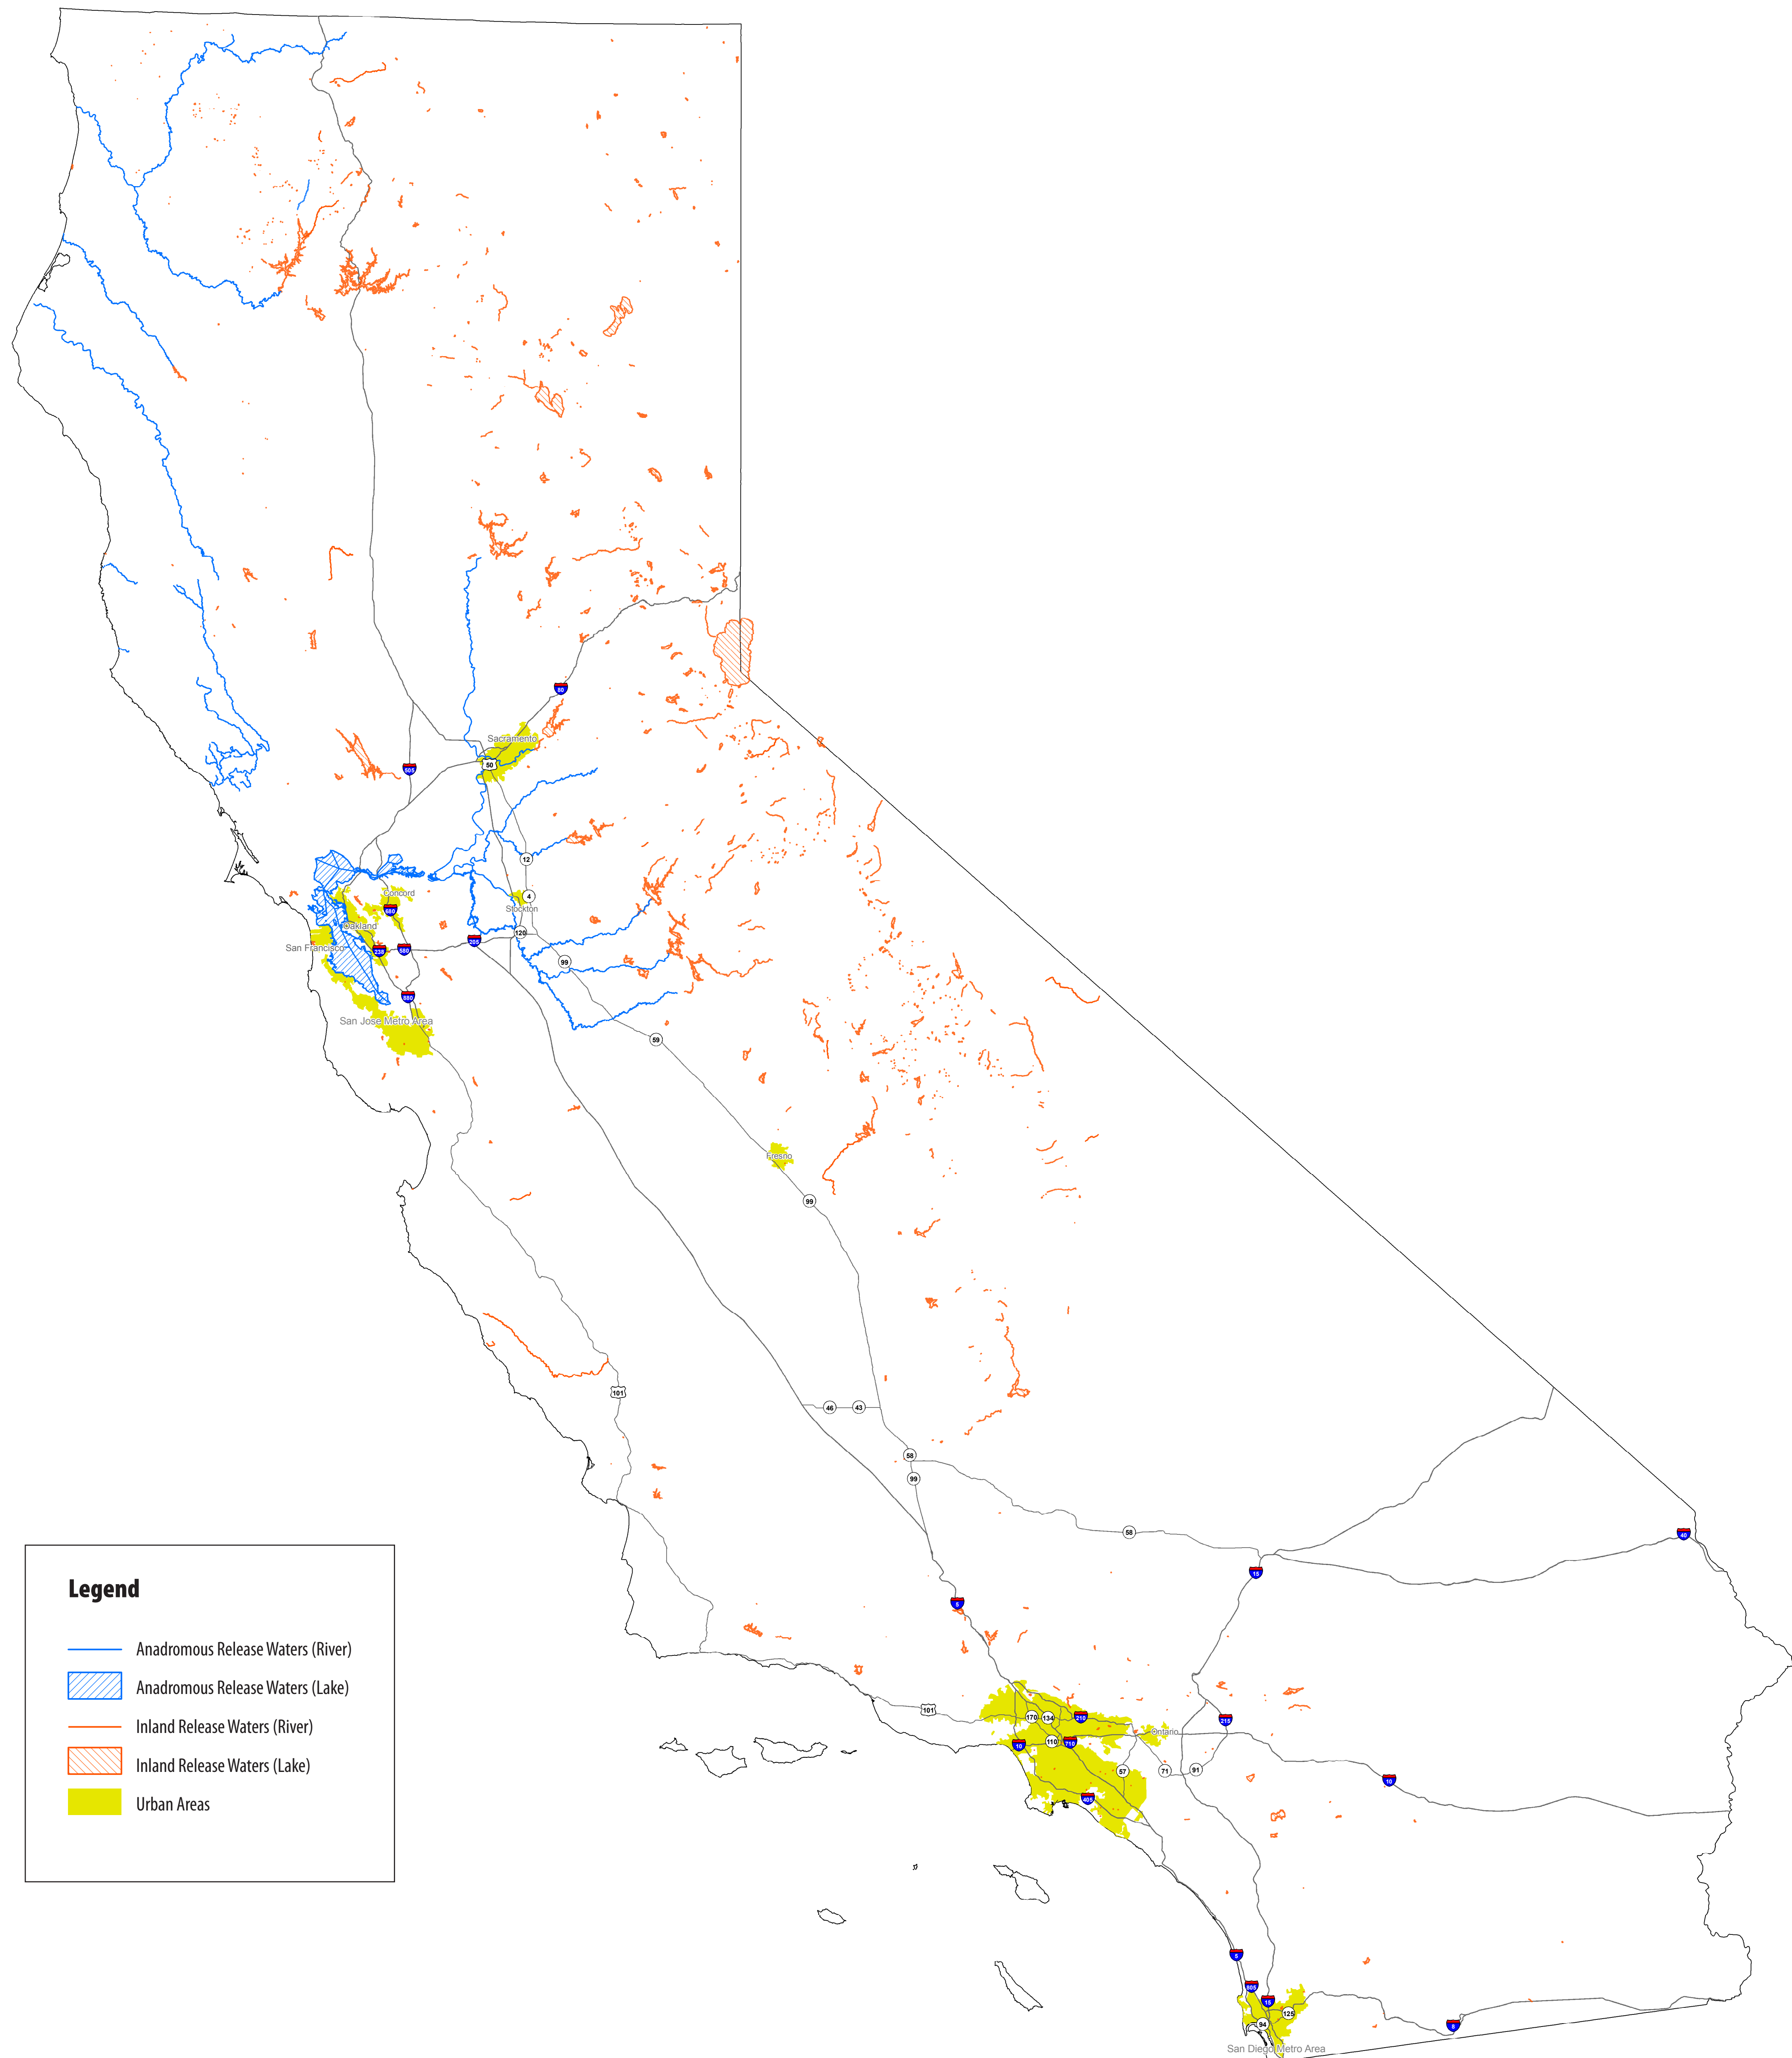 80
Sacramento
50
505
12
Concord
4
680
Stockton
Oakland
120
San Francisco
205
238
580
99
880
San Jose Metro Area
59
Fresno
99
101
46
43
58
99
58
40
15
5
Legend
Anadromous Release Waters (River)
Anadromous Release Waters (Lake)
Inland Release Waters (River)
Inland Release Waters (Lake)
Urban Areas
101
170
134
210
215
Ontario
10
110
710
57
71
91
10
405
5
805
15
125
94
8
San Diego Metro Area